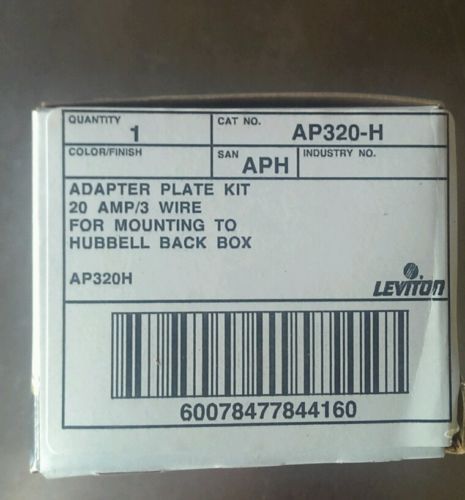 QUANTITY 1 CAT NO. AP320-H
COLOR/FINISH SAN APH INDUSTRY NO.
ADAPTER PLATE KIT
20 AMP/3 WIRE
FOR MOUNTING TO
HUBBELL BACK BOX
AP320H
LEVITON
60078477844160